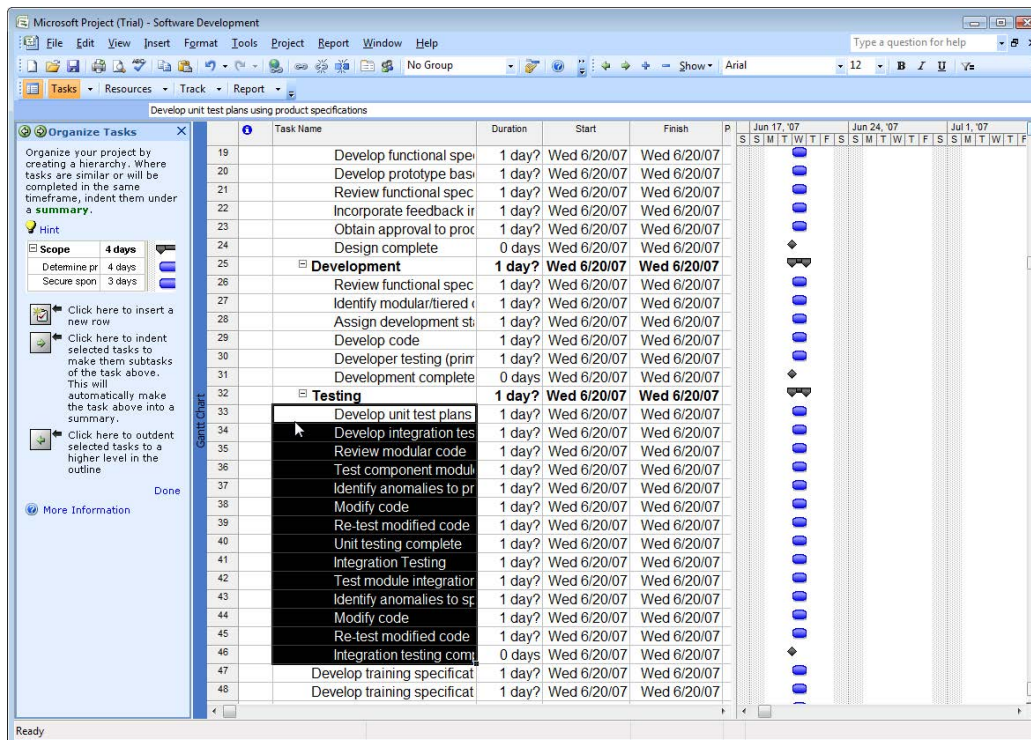 Microsoft Project (Trial) - Software Development
File Edit View Insert Format Tools Project Report Window Help Type a question for help
No Group Show Arial 12 B I U
Tasks Resources Track Report
Develop unit test plans using product specifications
Organize Tasks
Organize your project by
creating a hierarchy. Where
tasks are similar or will be
completed in the same
timeframe, indent them under
a summary.
Hint
Scope 4 days
Determine pr 4 days
Secure spon 3 days
Click here to insert a
new row
Click here to indent
selected tasks to
make them subtasks
of the task above.
This will
automatically make
the task above into a
summary.
Click here to outdent
selected tasks to a
higher level in the
outline
Done
More Information
Gantt Chart
Task Name Duration Start Finish P
Jun 17, '07 Jun 24, '07 Jul 1, '07
S S M T W T F S S M T W T F S S M T W T F
19 Develop functional spe 1 day? Wed 6/20/07 Wed 6/20/07
20 Develop prototype bas 1 day? Wed 6/20/07 Wed 6/20/07
21 Review functional spec 1 day? Wed 6/20/07 Wed 6/20/07
22 Incorporate feedback ir 1 day? Wed 6/20/07 Wed 6/20/07
23 Obtain approval to proc 1 day? Wed 6/20/07 Wed 6/20/07
24 Design complete 0 days Wed 6/20/07 Wed 6/20/07
25 Development 1 day? Wed 6/20/07 Wed 6/20/07
26 Review functional spec 1 day? Wed 6/20/07 Wed 6/20/07
27 Identify modular/tiered 1 day? Wed 6/20/07 Wed 6/20/07
28 Assign development st 1 day? Wed 6/20/07 Wed 6/20/07
29 Develop code 1 day? Wed 6/20/07 Wed 6/20/07
30 Developer testing (prim 1 day? Wed 6/20/07 Wed 6/20/07
31 Development complete 0 days Wed 6/20/07 Wed 6/20/07
32 Testing 1 day? Wed 6/20/07 Wed 6/20/07
33 Develop unit test plans 1 day? Wed 6/20/07 Wed 6/20/07
34 Develop integration tes 1 day? Wed 6/20/07 Wed 6/20/07
35 Review modular code 1 day? Wed 6/20/07 Wed 6/20/07
36 Test component modul 1 day? Wed 6/20/07 Wed 6/20/07
37 Identify anomalies to pr 1 day? Wed 6/20/07 Wed 6/20/07
38 Modify code 1 day? Wed 6/20/07 Wed 6/20/07
39 Re-test modified code 1 day? Wed 6/20/07 Wed 6/20/07
40 Unit testing complete 1 day? Wed 6/20/07 Wed 6/20/07
41 Integration Testing 1 day? Wed 6/20/07 Wed 6/20/07
42 Test module integration 1 day? Wed 6/20/07 Wed 6/20/07
43 Identify anomalies to sp 1 day? Wed 6/20/07 Wed 6/20/07
44 Modify code 1 day? Wed 6/20/07 Wed 6/20/07
45 Re-test modified code 1 day? Wed 6/20/07 Wed 6/20/07
46 Integration testing comp 0 days Wed 6/20/07 Wed 6/20/07
47 Develop training specificat 1 day? Wed 6/20/07 Wed 6/20/07
48 Develop training specificat 1 day? Wed 6/20/07 Wed 6/20/07
Ready